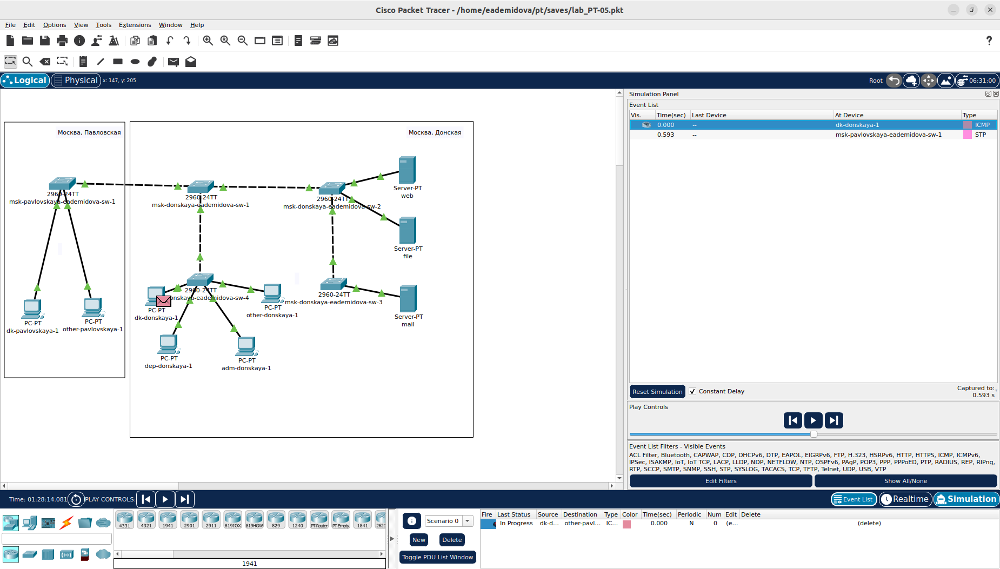 Cisco Packet Tracer - /home/eademidova/pt/saves/lab_PT-05.pkt
File Edit Options View Tools Extensions Window Help
?
Logical Physical x: 147, y: 205
Root 06:31:00
Москва, Павловская
Москва, Донская
2960-24TT
msk-pavlovskaya-eademidova-sw-1
2960-24TT
msk-donskaya-eademidova-sw-1
2960-24TT
msk-donskaya-eademidova-sw-2
Server-PT
web
Server-PT
file
2960-24TT
onskaya-eademidova-sw-4
2960-24TT
msk-donskaya-eademidova-sw-3
Server-PT
mail
PC-PT
dk-pavlovskaya-1
PC-PT
other-pavlovskaya-1
PC-PT
dk-donskaya-1
PC-PT
other-donskaya-1
PC-PT
dep-donskaya-1
PC-PT
adm-donskaya-1
Simulation Panel
Event List
Vis. Time(sec) Last Device At Device Type
0.000 -- dk-donskaya-1 ICMP
0.593 -- msk-pavlovskaya-eademidova-sw-1 STP
Reset Simulation Constant Delay
Captured to:
0.593 s
Play Controls
Event List Filters - Visible Events
ACL Filter, Bluetooth, CAPWAP, CDP, DHCPv6, DTP, EAPOL, EIGRPv6, FTP, H.323, HSRPv6, HTTP, HTTPS, ICMP, ICMPv6,
IPSec, ISAKMP, IoT, IoT TCP, LACP, LLDP, NDP, NETFLOW, NTP, OSPFv6, PAgP, POP3, PPP, PPPoED, PTP, RADIUS, REP, RIPng,
RTP, SCCP, SMTP, SNMP, SSH, STP, SYSLOG, TACACS, TCP, TFTP, Telnet, UDP, USB, VTP
Edit Filters Show All/None
Time: 01:28:14.081 PLAY CONTROLS:
Event List Realtime Simulation
4331 4321 1941 2901 2911 819IOX 819HGW 829 1240 PT-Router PT-Empty 1841 2620
1941
Scenario 0
New Delete
Toggle PDU List Window
Fire Last Status Source Destination Type Color Time(sec) Periodic Num Edit Delete
In Progress dk-d... other-pavl... IC... 0.000 N 0 (e... (delete)